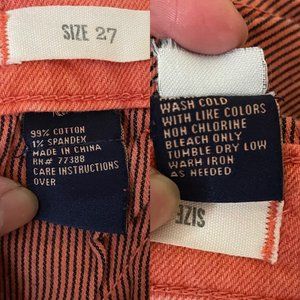 SIZE 27
99% COTTON
1% SPANDEX
MADE IN CHINA
RN# 77388
CARE INSTRUCTIONS
OVER
WASH COLD
WITH LIKE COLORS
NON CHLORINE
BLEACH ONLY
TUMBLE DRY LOW
WARM IRON
AS NEEDED
SIZE